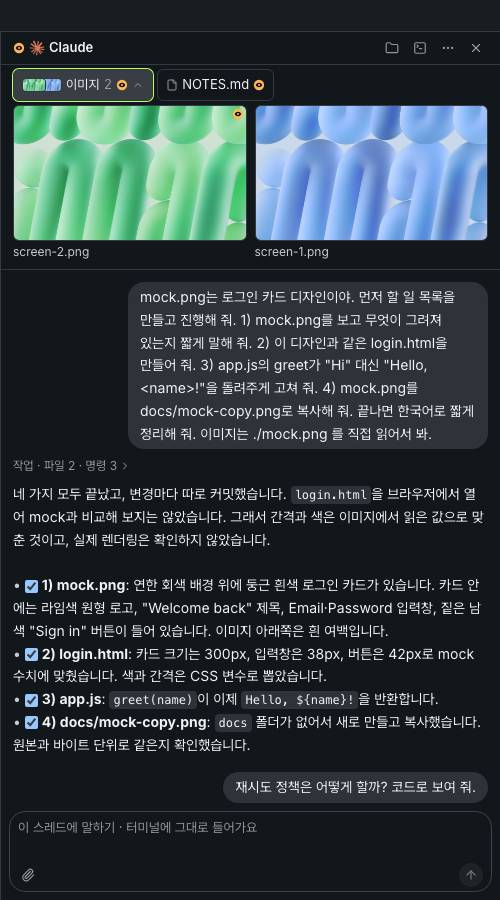 Claude
이미지 2
NOTES.md
screen-2.png
screen-1.png
mock.png는 로그인 카드 디자인이야. 먼저 할 일 목록을
만들고 진행해 줘. 1) mock.png를 보고 무엇이 그려져
있는지 짧게 말해 줘. 2) 이 디자인과 같은 login.html을
만들어 줘. 3) app.js의 greet가 "Hi" 대신 "Hello,
<name>!"을 돌려주게 고쳐 줘. 4) mock.png를
docs/mock-copy.png로 복사해 줘. 끝나면 한국어로 짧게
정리해 줘. 이미지는 ./mock.png 를 직접 읽어서 봐.
작업 · 파일 2 · 명령 3
네 가지 모두 끝났고, 변경마다 따로 커밋했습니다. login.html을 브라우저에서 열
어 mock과 비교해 보지는 않았습니다. 그래서 간격과 색은 이미지에서 읽은 값으로 맞
춘 것이고, 실제 렌더링은 확인하지 않았습니다.
• 1) mock.png: 연한 회색 배경 위에 둥근 흰색 로그인 카드가 있습니다. 카드 안
에는 라임색 원형 로고, "Welcome back" 제목, Email·Password 입력창, 짙은 남
색 "Sign in" 버튼이 들어 있습니다. 이미지 아래쪽은 흰 여백입니다.
• 2) login.html: 카드 크기는 300px, 입력창은 38px, 버튼은 42px로 mock
수치에 맞췄습니다. 색과 간격은 CSS 변수로 뽑았습니다.
• 3) app.js: greet(name)이 이제 Hello, ${name}!을 반환합니다.
• 4) docs/mock-copy.png: docs 폴더가 없어서 새로 만들고 복사했습니다.
원본과 바이트 단위로 같은지 확인했습니다.
재시도 정책은 어떻게 할까? 코드로 보여 줘.
이 스레드에 말하기 · 터미널에 그대로 들어가요